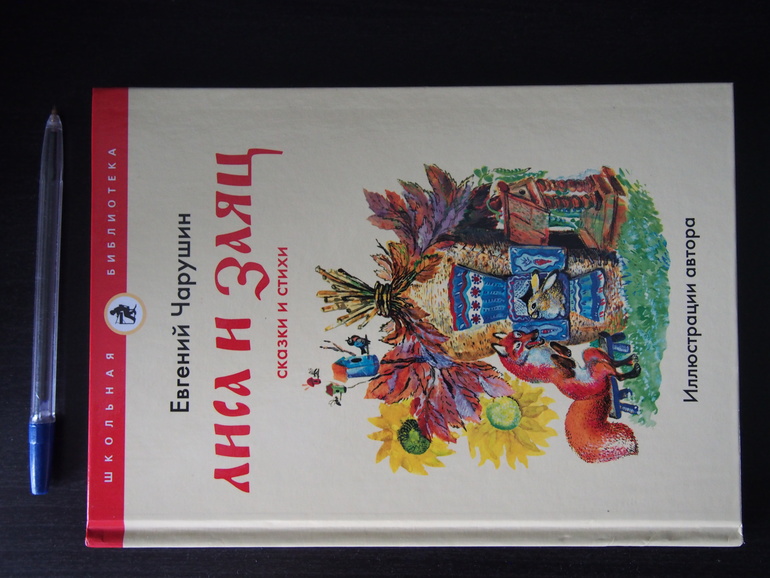 ШКОЛЬНАЯ БИБЛИОТЕКА
Евгений Чарушин
ЛИСА И ЗАЯЦ
сказки и стихи
Иллюстрации автора